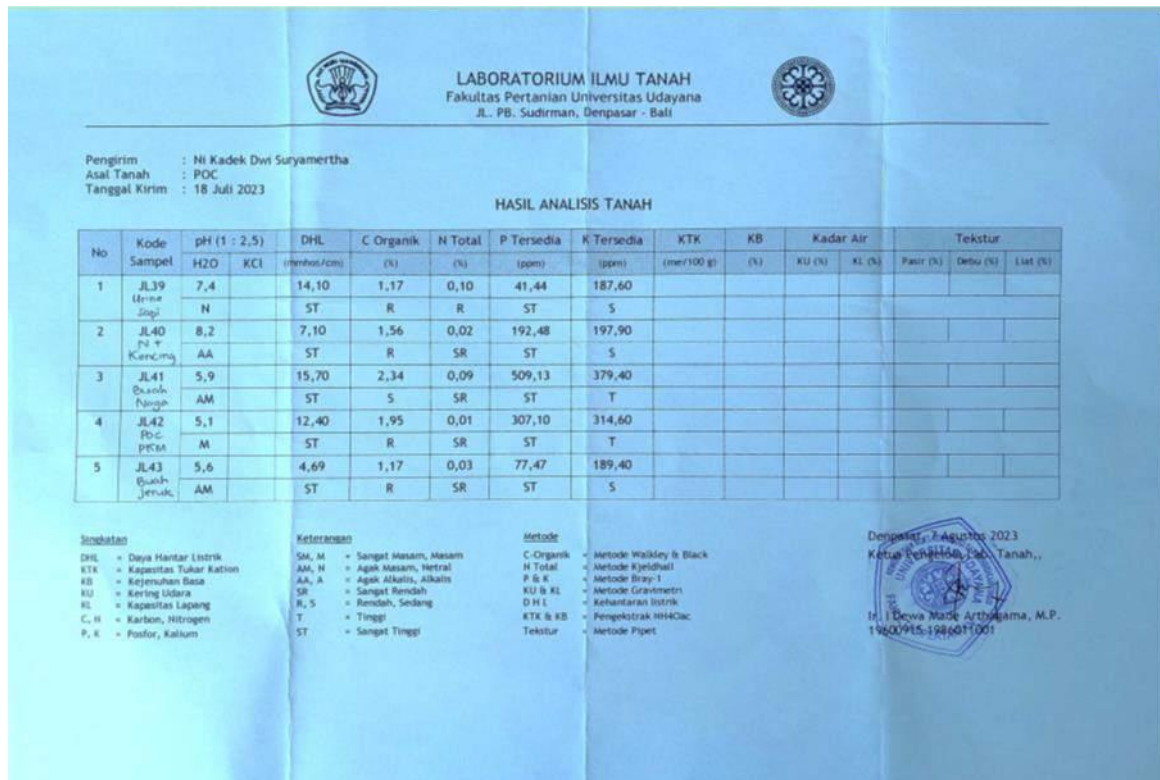 LABORATORIUM ILMU TANAH
Fakultas Pertanian Universitas Udayana
JL. PB. Sudirman, Denpasar - Bali
Pengirim : Ni Kadek Dwi Suryamertha
Asal Tanah : POC
Tanggal Kirim : 18 Juli 2023
HASIL ANALISIS TANAH
No Kode Sampel pH (1 : 2,5) DHL C Organik N Total P Tersedia K Tersedia KTK KB Kadar Air Tekstur
H2O KCl (mmhos/cm) (%) (%) (ppm) (ppm) (me/100 g) (%) KU (%) KL (%) Pasir (%) Debu (%) Liat (%)
1 JL39 7,4 14,10 1,17 0,10 41,44 187,60
Urine Sapi N ST R R ST S
2 JL40 8,2 7,10 1,56 0,02 192,48 197,90
N + Kencing AA ST R SR ST S
3 JL41 5,9 15,70 2,34 0,09 509,13 379,40
Buah Naga AM ST S SR ST T
4 JL42 5,1 12,40 1,95 0,01 307,10 314,60
Poc PKM M ST R SR ST T
5 JL43 5,6 4,69 1,17 0,03 77,47 189,40
Buah Jeruk AM ST R SR ST S
Singkatan
DHL = Daya Hantar Listrik
KTK = Kapasitas Tukar Kation
KB = Kejenuhan Basa
KU = Kering Udara
KL = Kapasitas Lapang
C, N = Karbon, Nitrogen
P, K = Posfor, Kalium
Keterangan
SM, M = Sangat Masam, Masam
AM, N = Agak Masam, Netral
AA, A = Agak Alkalis, Alkalis
SR = Sangat Rendah
R, S = Rendah, Sedang
T = Tinggi
ST = Sangat Tinggi
Metode
C-Organik = Metode Walkley & Black
N Total = Metode Kjeldhall
P & K = Metode Bray-1
KU & KL = Metode Gravimetri
D H L = Kehantaran listrik
KTK & KB = Pengekstrak NH4Oac
Tekstur = Metode Pipet
Denpasar, 7 Agustus 2023
Ketua Pengelola Lab. Tanah,,
Ir. I Dewa Made Arthagama, M.P.
19600915 198601 1001